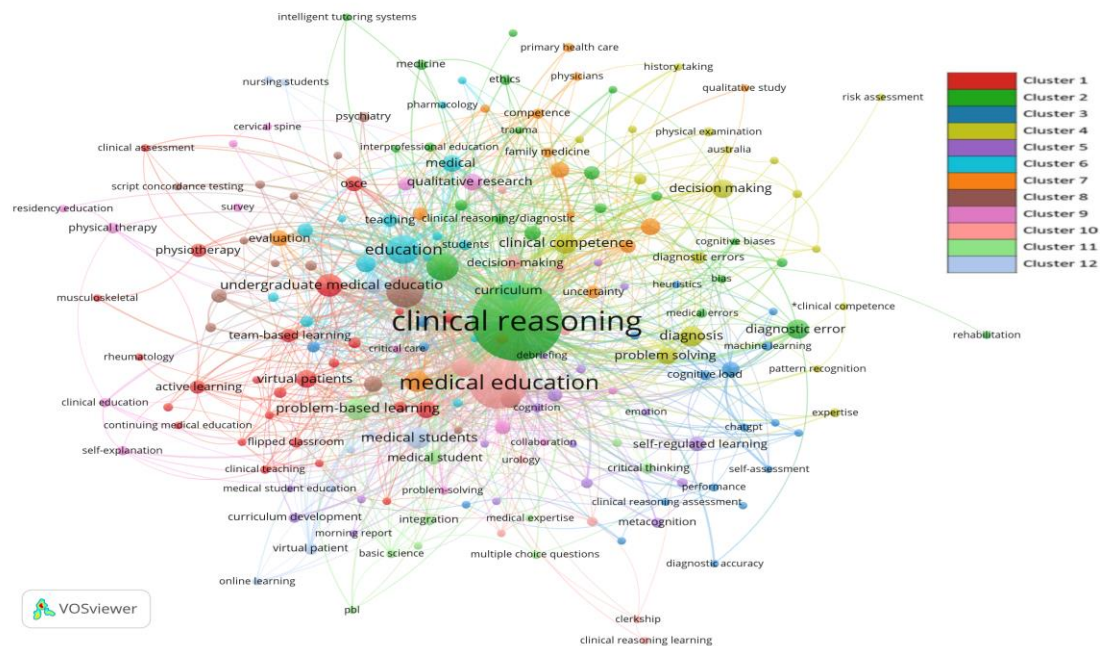 intelligent tutoring systems
primary health care
medicine
history taking
nursing students
ethics
physicians
qualitative study
risk assessment
pharmacology
competence
psychiatry
cervical spine
trauma
physical examination
clinical assessment
interprofessional education
family medicine
australia
medical
script concordance testing
osce
qualitative research
decision making
residency education
survey
teaching
clinical reasoning/diagnostic
physical therapy
evaluation
students
clinical competence
cognitive biases
physiotherapy
education
decision-making
diagnostic errors
bias
undergraduate medical educatio
curriculum
uncertainty
heuristics
musculoskeletal
*clinical competence
clinical reasoning
medical errors
diagnostic error
team-based learning
diagnosis
rehabilitation
critical care
machine learning
rheumatology
debriefing
problem solving
pattern recognition
active learning
virtual patients
medical education
cognitive load
clinical education
problem-based learning
cognition
emotion
expertise
continuing medical education
chatgpt
self-explanation
flipped classroom
medical students
collaboration
self-regulated learning
clinical teaching
medical student
urology
critical thinking
self-assessment
medical student education
problem-solving
performance
clinical reasoning assessment
curriculum development
integration
medical expertise
metacognition
morning report
virtual patient
basic science
multiple choice questions
diagnostic accuracy
online learning
pbl
clerkship
clinical reasoning learning
Cluster 1
Cluster 2
Cluster 3
Cluster 4
Cluster 5
Cluster 6
Cluster 7
Cluster 8
Cluster 9
Cluster 10
Cluster 11
Cluster 12
VOSviewer